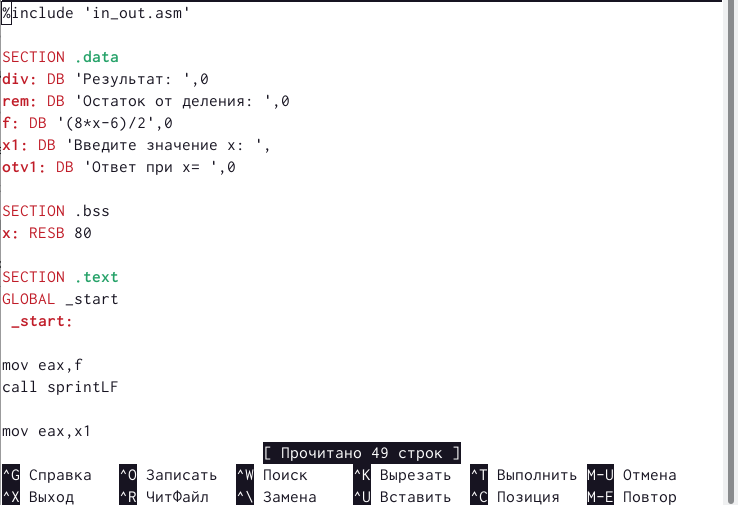 %include 'in_out.asm'
SECTION .data
div: DB 'Результат: ',0
rem: DB 'Остаток от деления: ',0
f: DB '(8*x-6)/2',0
x1: DB 'Введите значение x: ',
otv1: DB 'Ответ при x= ',0
SECTION .bss
x: RESB 80
SECTION .text
GLOBAL _start
_start:
mov eax,f
call sprintLF
mov eax,x1
[ Прочитано 49 строк ]
^G Справка ^O Записать ^W Поиск ^K Вырезать ^T Выполнить M-U Отмена
^X Выход ^R ЧитФайл ^\ Замена ^U Вставить ^C Позиция M-E Повтор